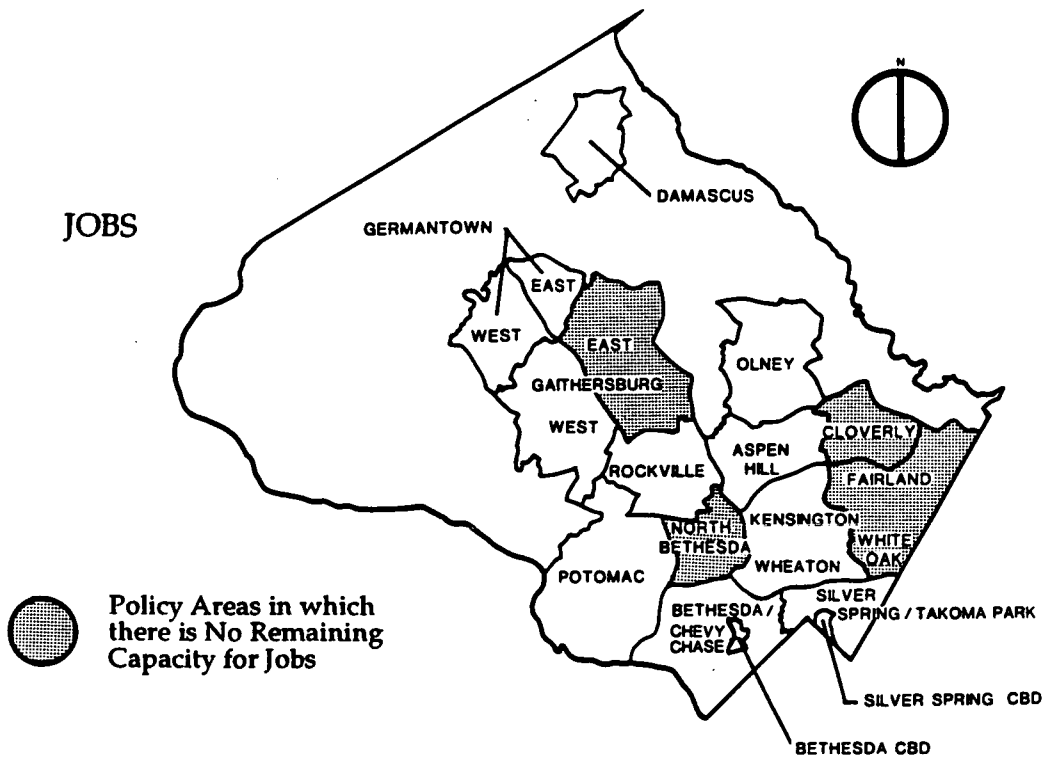 N
DAMASCUS
JOBS
GERMANTOWN
EAST
WEST
EAST
OLNEY
GAITHERSBURG
WEST
CLOVERLY
ASPEN
HILL
ROCKVILLE
FAIRLAND
KENSINGTON
NORTH
BETHESDA
WHITE
OAK
WHEATON
POTOMAC
SILVER
SPRING / TAKOMA PARK
BETHESDA /
CHEVY
CHASE
Policy Areas in which
there is No Remaining
Capacity for Jobs
SILVER SPRING CBD
BETHESDA CBD